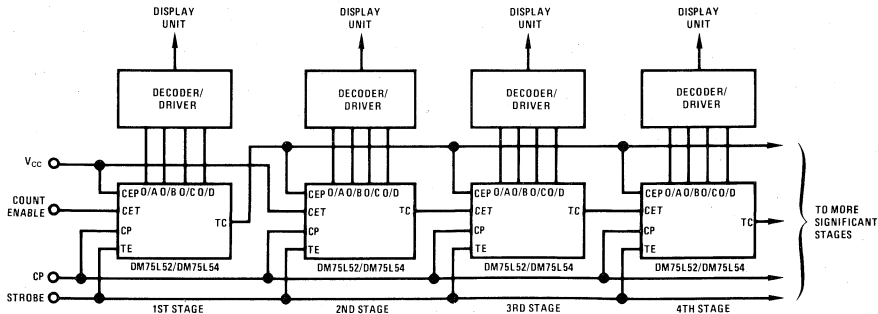 DISPLAY UNIT
DISPLAY UNIT
DISPLAY UNIT
DISPLAY UNIT
DECODER/ DRIVER
DECODER/ DRIVER
DECODER/ DRIVER
DECODER/ DRIVER
VCC
COUNT ENABLE
CP
STROBE
CEP O/A O/B O/C O/D
CET
CP
TE
TC
DM75L52/DM75L54
1ST STAGE
CEP O/A O/B O/C O/D
CET
CP
TE
TC
DM75L52/DM75L54
2ND STAGE
CEP O/A O/B O/C O/D
CET
CP
TE
TC
DM75L52/DM75L54
3RD STAGE
CEP O/A O/B O/C O/D
CET
CP
TE
TC
DM75L52/DM75L54
4TH STAGE
TO MORE
SIGNIFICANT
STAGES